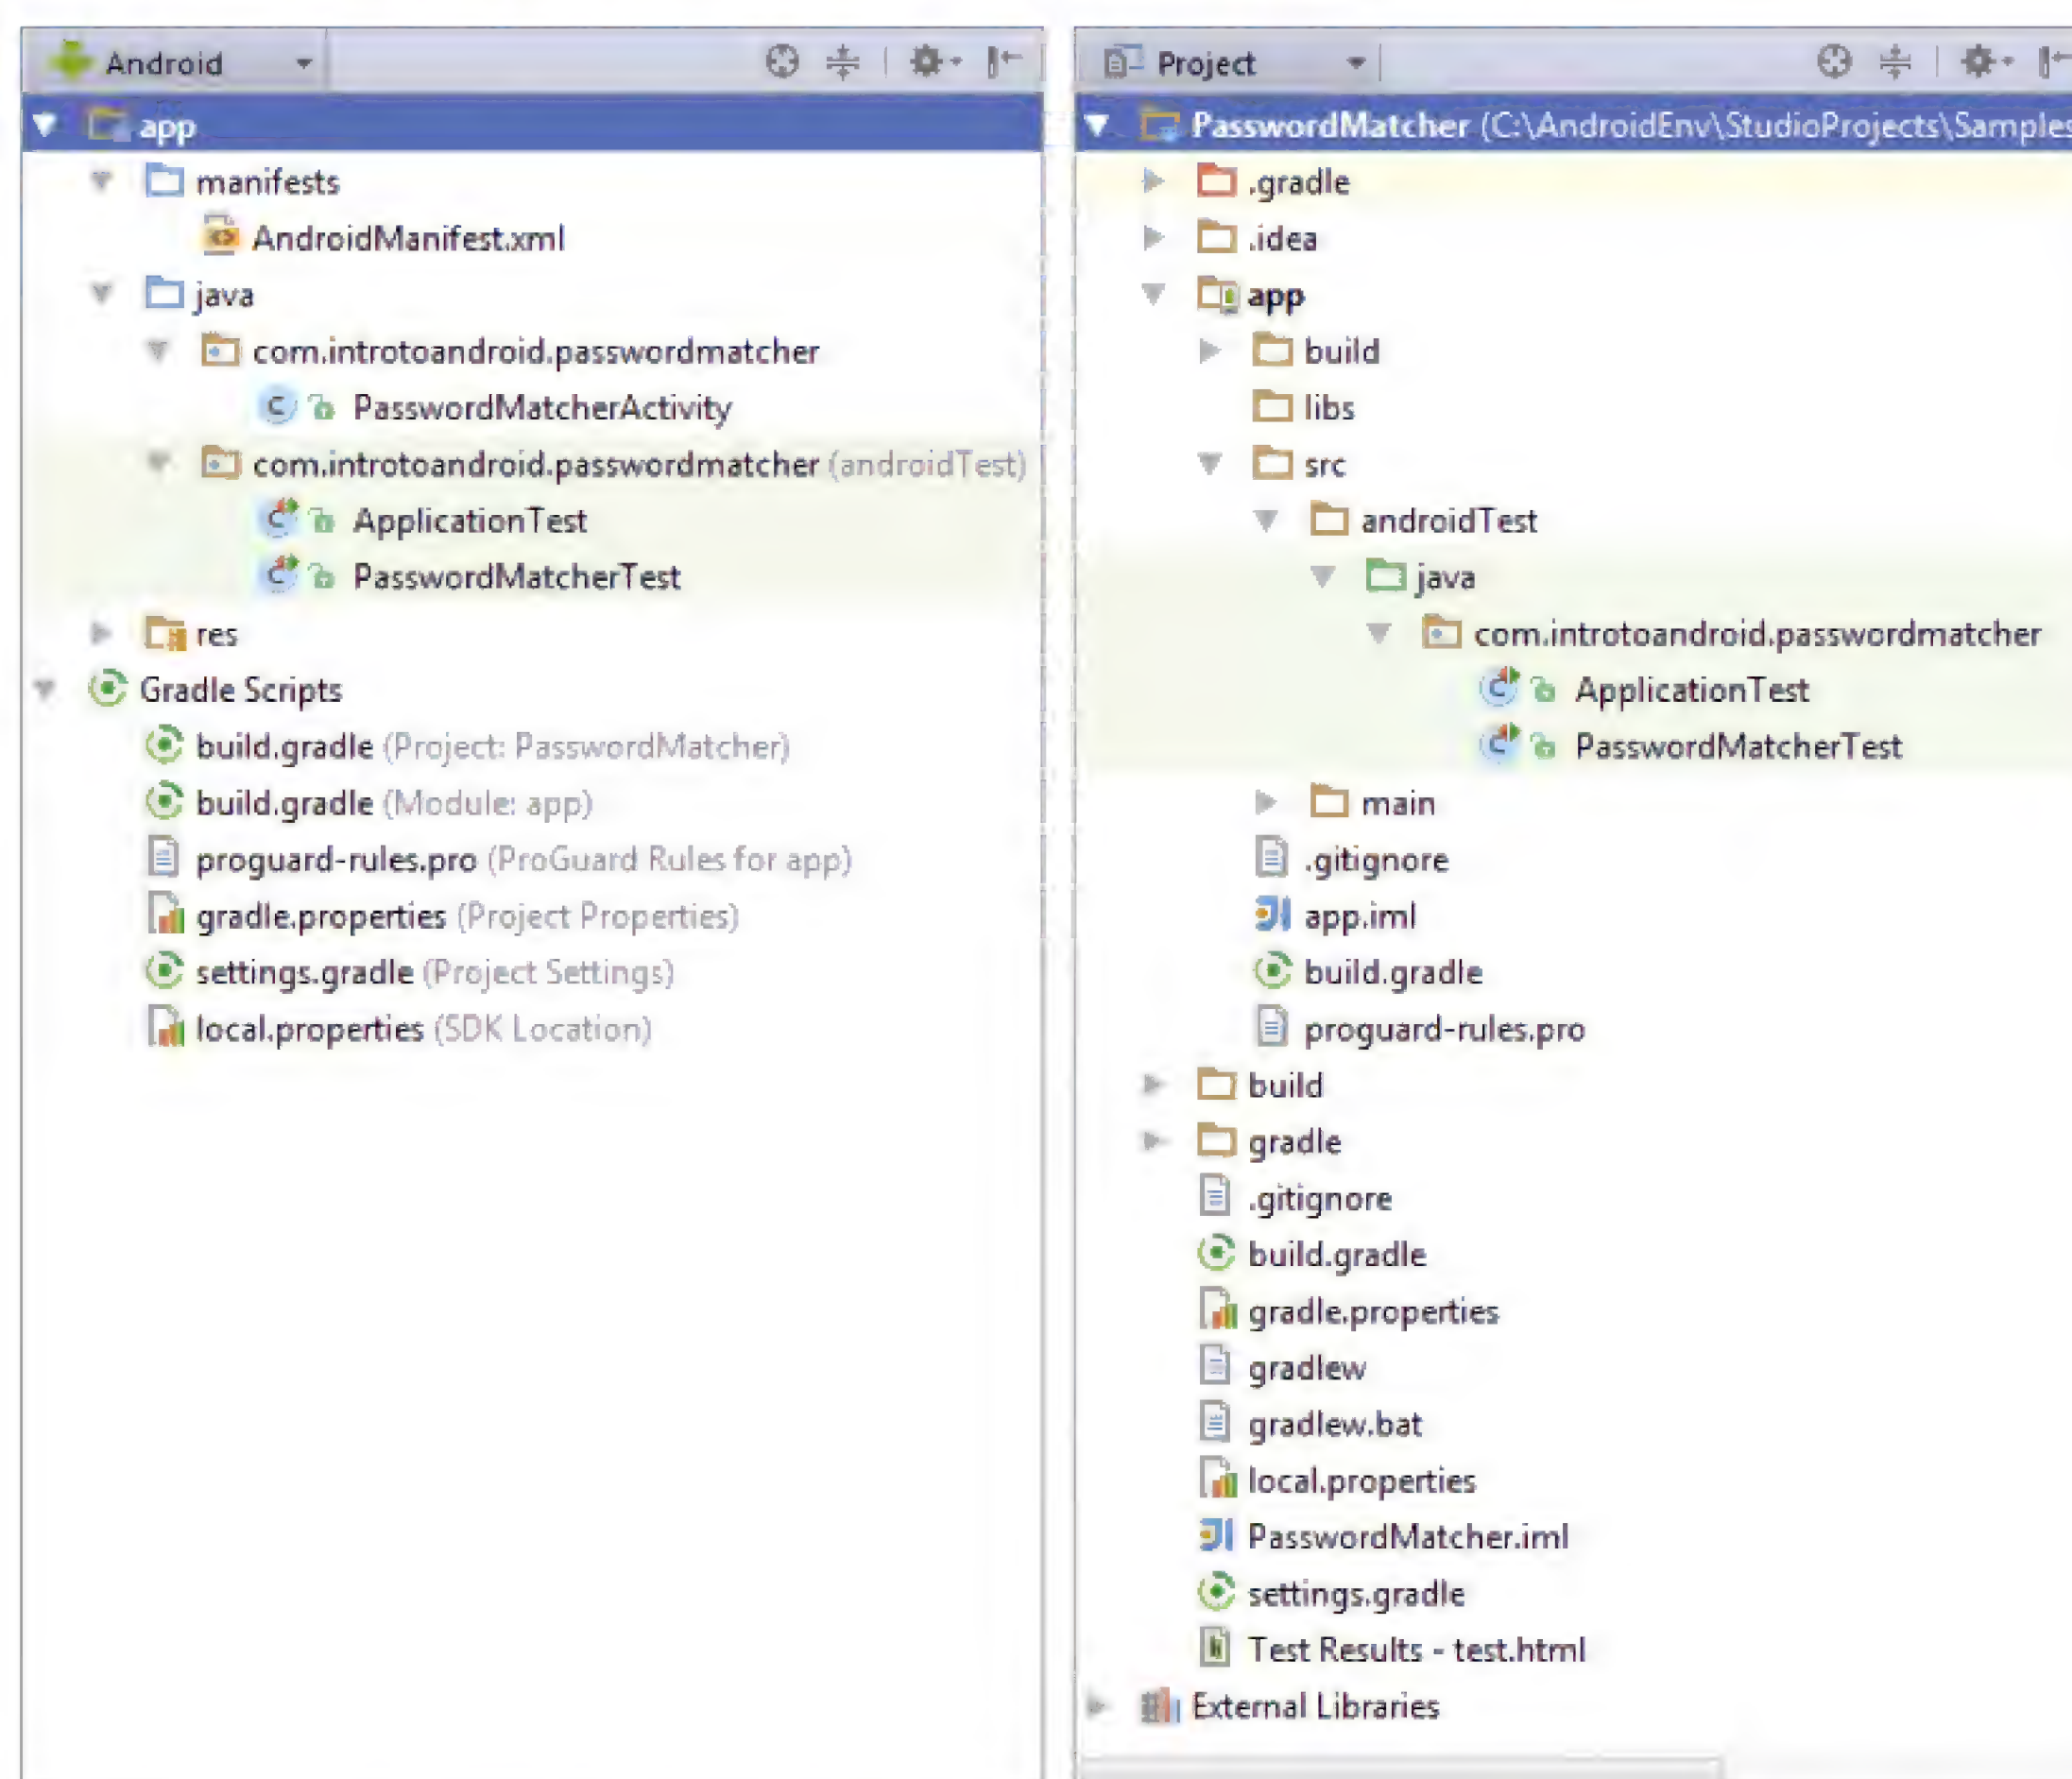 Android
app
manifests
AndroidManifest.xml
java
com.introtoandroid.passwordmatcher
PasswordMatcherActivity
com.introtoandroid.passwordmatcher (androidTest)
ApplicationTest
PasswordMatcherTest
res
Gradle Scripts
build.gradle (Project: PasswordMatcher)
build.gradle (Module: app)
proguard-rules.pro (ProGuard Rules for app)
gradle.properties (Project Properties)
settings.gradle (Project Settings)
local.properties (SDK Location)
Project
PasswordMatcher (C:\AndroidEnv\StudioProjects\Samples
.gradle
.idea
app
build
libs
src
androidTest
java
com.introtoandroid.passwordmatcher
ApplicationTest
PasswordMatcherTest
main
.gitignore
app.iml
build.gradle
proguard-rules.pro
build
gradle
.gitignore
build.gradle
gradle.properties
gradlew
gradlew.bat
local.properties
PasswordMatcher.iml
settings.gradle
Test Results - test.html
External Libraries